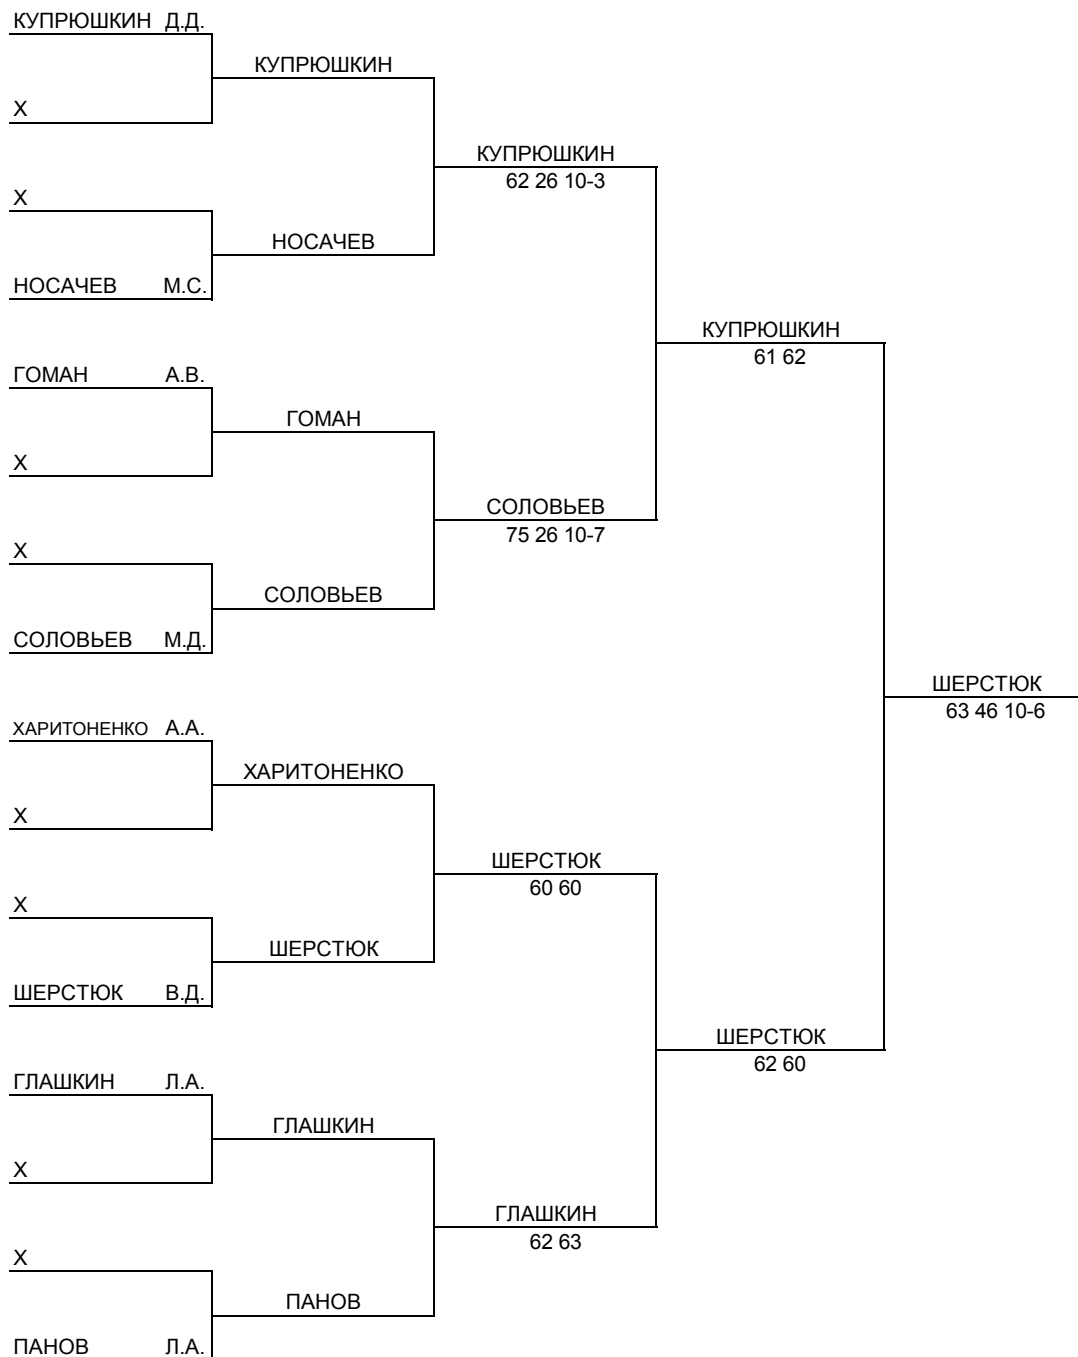 КУПРЮШКИН Д.Д.
КУПРЮШКИН
Х
КУПРЮШКИН
62 26 10-3
Х
НОСАЧЕВ
НОСАЧЕВ М.С.
КУПРЮШКИН
61 62
ГОМАН А.В.
ГОМАН
Х
СОЛОВЬЕВ
75 26 10-7
Х
СОЛОВЬЕВ
СОЛОВЬЕВ М.Д.
ШЕРСТЮК
63 46 10-6
ХАРИТОНЕНКО А.А.
ХАРИТОНЕНКО
Х
ШЕРСТЮК
60 60
Х
ШЕРСТЮК
ШЕРСТЮК В.Д.
ШЕРСТЮК
62 60
ГЛАШКИН Л.А.
ГЛАШКИН
Х
ГЛАШКИН
62 63
Х
ПАНОВ
ПАНОВ Л.А.